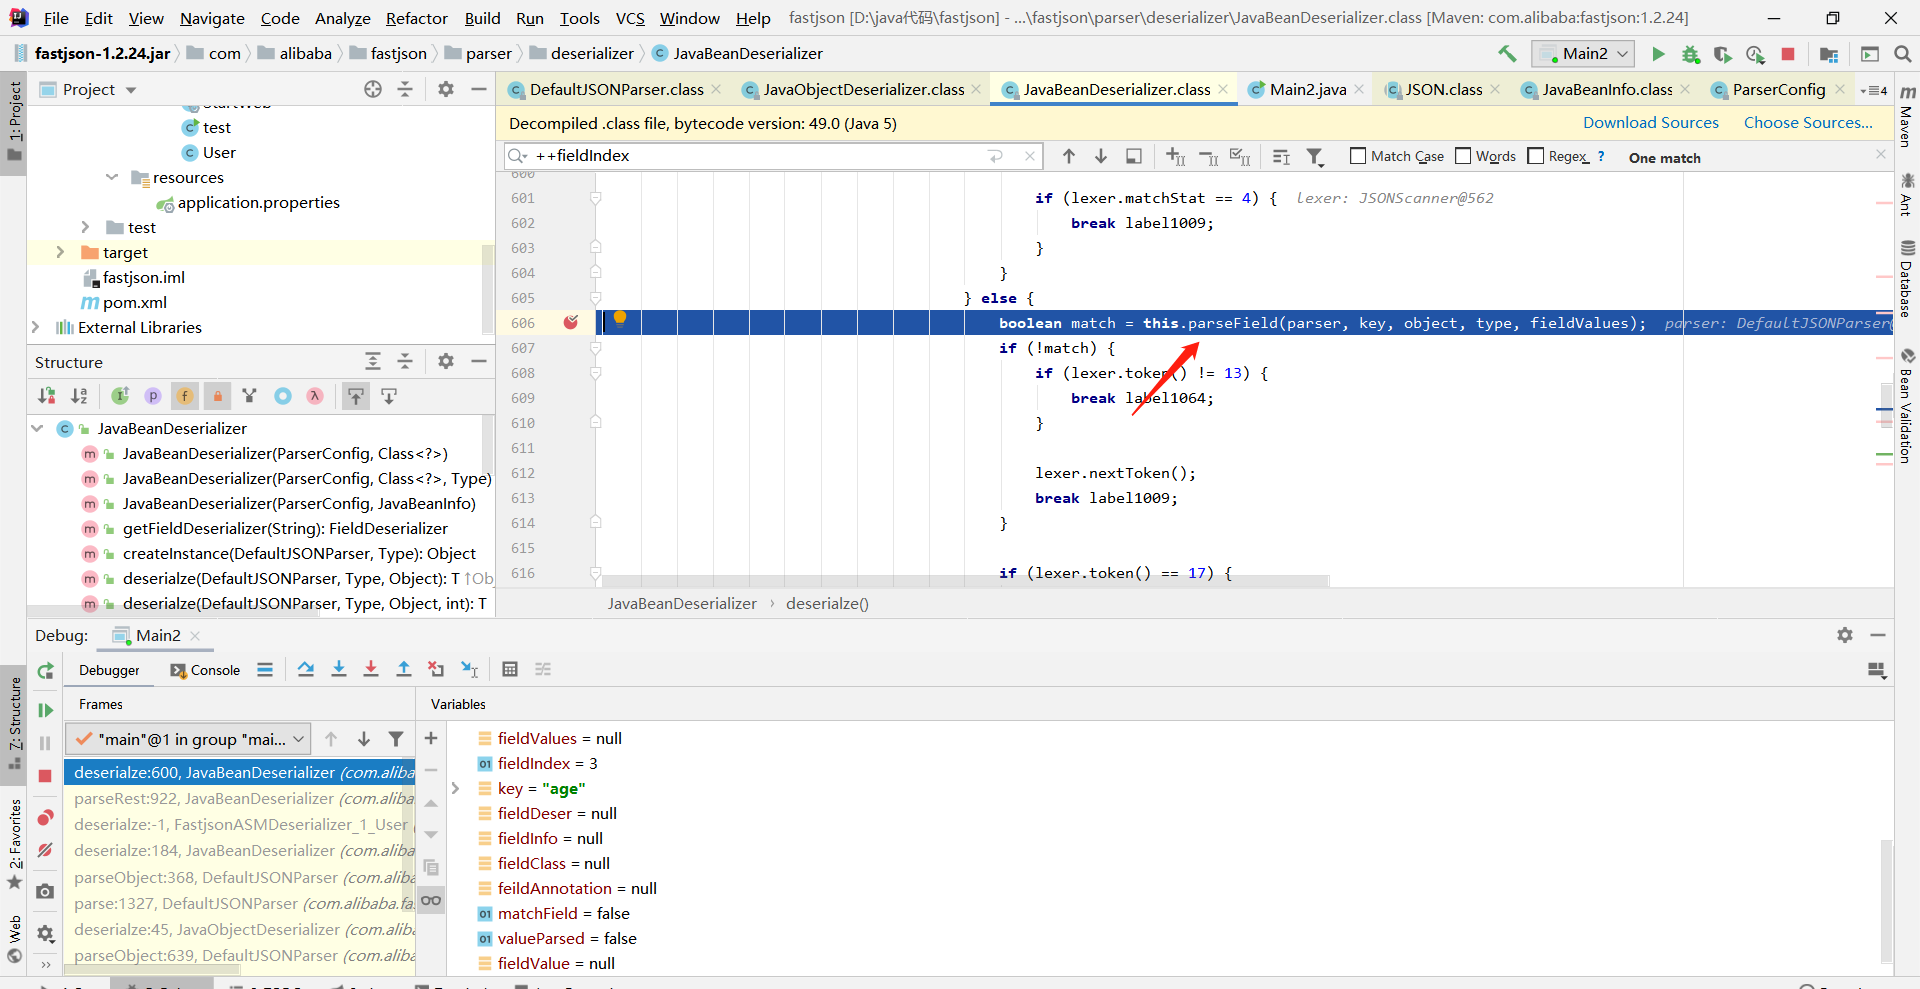 File Edit View Navigate Code Analyze Refactor Build Run Tools VCS Window Help fastjson [D:\java代码\fastjson] - ...\fastjson\parser\deserializer\JavaBeanDeserializer.class [Maven: com.alibaba:fastjson:1.2.24]
fastjson-1.2.24.jar com alibaba fastjson parser deserializer JavaBeanDeserializer Main2
Project
DefaultJSONParser.class JavaObjectDeserializer.class JavaBeanDeserializer.class Main2.java JSON.class JavaBeanInfo.class ParserConfig 4
StartWeb
test
User
resources
application.properties
test
target
fastjson.iml
pom.xml
External Libraries
Decompiled .class file, bytecode version: 49.0 (Java 5) Download Sources Choose Sources...
++fieldIndex Match Case Words Regex ? One match
600
601 if (lexer.matchStat == 4) { lexer: JSONScanner@562
602 break label1009;
603 }
604 }
605 } else {
606 boolean match = this.parseField(parser, key, object, type, fieldValues); parser: DefaultJSONParser@
607 if (!match) {
608 if (lexer.token() != 13) {
609 break label1064;
610 }
611
612 lexer.nextToken();
613 break label1009;
614 }
615
616 if (lexer.token() == 17) {
JavaBeanDeserializer › deserialze()
Structure
JavaBeanDeserializer
JavaBeanDeserializer(ParserConfig, Class<?>)
JavaBeanDeserializer(ParserConfig, Class<?>, Type)
JavaBeanDeserializer(ParserConfig, JavaBeanInfo)
getFieldDeserializer(String): FieldDeserializer
createInstance(DefaultJSONParser, Type): Object
deserialze(DefaultJSONParser, Type, Object): T ↑Ob
deserialze(DefaultJSONParser, Type, Object, int): T
Debug: Main2
Debugger Console
Frames
Variables
"main"@1 in group "mai...
deserialze:600, JavaBeanDeserializer (com.aliba
parseRest:922, JavaBeanDeserializer (com.aliba
deserialze:-1, FastjsonASMDeserializer_1_User (
deserialze:184, JavaBeanDeserializer (com.aliba
parseObject:368, DefaultJSONParser (com.aliba
parse:1327, DefaultJSONParser (com.alibaba.fa
deserialze:45, JavaObjectDeserializer (com.aliba
parseObject:639, DefaultJSONParser (com.aliba
fieldValues = null
fieldIndex = 3
key = "age"
fieldDeser = null
fieldInfo = null
fieldClass = null
feildAnnotation = null
matchField = false
valueParsed = false
fieldValue = null
1: Project
7: Structure
2: Favorites
Web
Maven
Ant
Database
Bean Validation